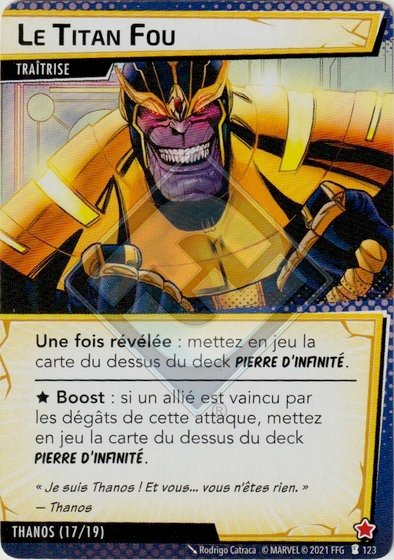 Le Titan Fou
TRAÎTRISE
Une fois révélée : mettez en jeu la
carte du dessus du deck PIERRE D'INFINITÉ.
★ Boost : si un allié est vaincu par
les dégâts de cette attaque, mettez
en jeu la carte du dessus du deck
PIERRE D'INFINITÉ.
« Je suis Thanos ! Et vous... vous n'êtes rien. »
— Thanos
THANOS (17/19)
Rodrigo Catraca © MARVEL © 2021 FFG 123